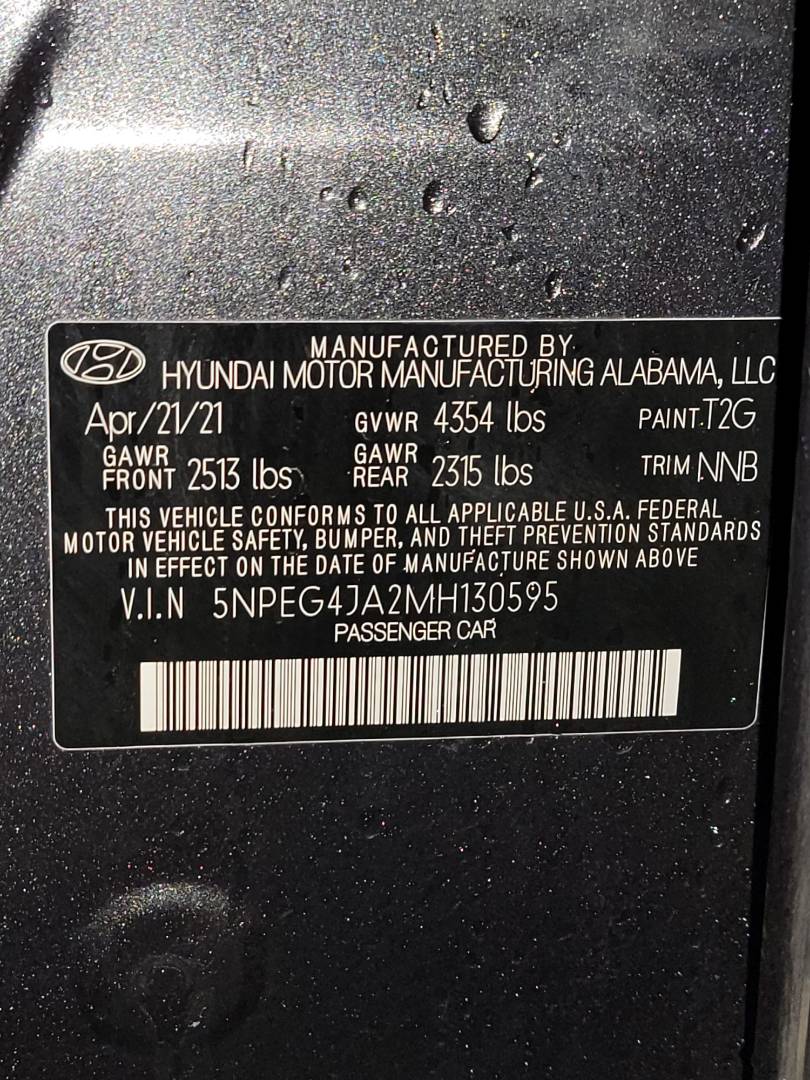 MANUFACTURED BY
HYUNDAI MOTOR MANUFACTURING ALABAMA, LLC
Apr/21/21 GVWR 4354 lbs PAINT T2G
GAWR FRONT 2513 lbs GAWR REAR 2315 lbs TRIM NNB
THIS VEHICLE CONFORMS TO ALL APPLICABLE U.S.A. FEDERAL
MOTOR VEHICLE SAFETY, BUMPER, AND THEFT PREVENTION STANDARDS
IN EFFECT ON THE DATE OF MANUFACTURE SHOWN ABOVE
V.I.N 5NPEG4JA2MH130595
PASSENGER CAR